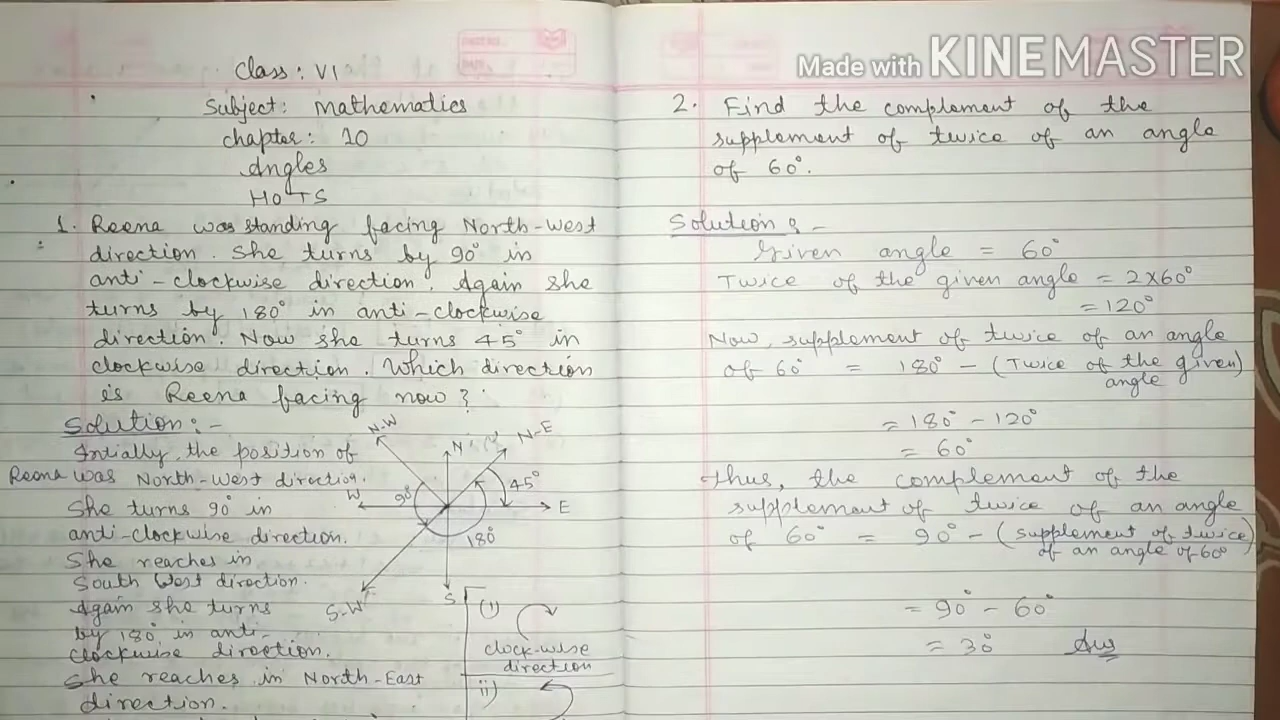 Made with KINEMASTER
Class: VI
Subject: Mathematics
chapter: 10
Angles
HOTS
1. Reena was standing facing North-West
direction. She turns by 90° in
anti-clockwise direction. Again she
turns by 180° in anti-clockwise
direction. Now she turns 45° in
clockwise direction. Which direction
is Reena facing now?
Solution:-
Intially, the position of
Reena was North-West direction.
She turns 90° in
anti-clockwise direction.
She reaches in
South West direction.
Again she turns
by 180° in anti-
clockwise direction.
She reaches in North-East
direction.
N-W
N
N-E
W
90°
45°
E
180°
S-W
S
(i)
clock-wise
direction
ii)
2. Find the complement of the
supplement of twice of an angle
of 60°.
Solution:-
Given angle = 60°
Twice of the given angle = 2×60°
= 120°
Now, supplement of twice of an angle
of 60° = 180° - (Twice of the given)
angle
= 180° - 120°
= 60°
Thus, the complement of the
supplement of twice of an angle
of 60° = 90° - (supplement of twice
of an angle of 60°)
= 90° - 60°
= 30° Ans